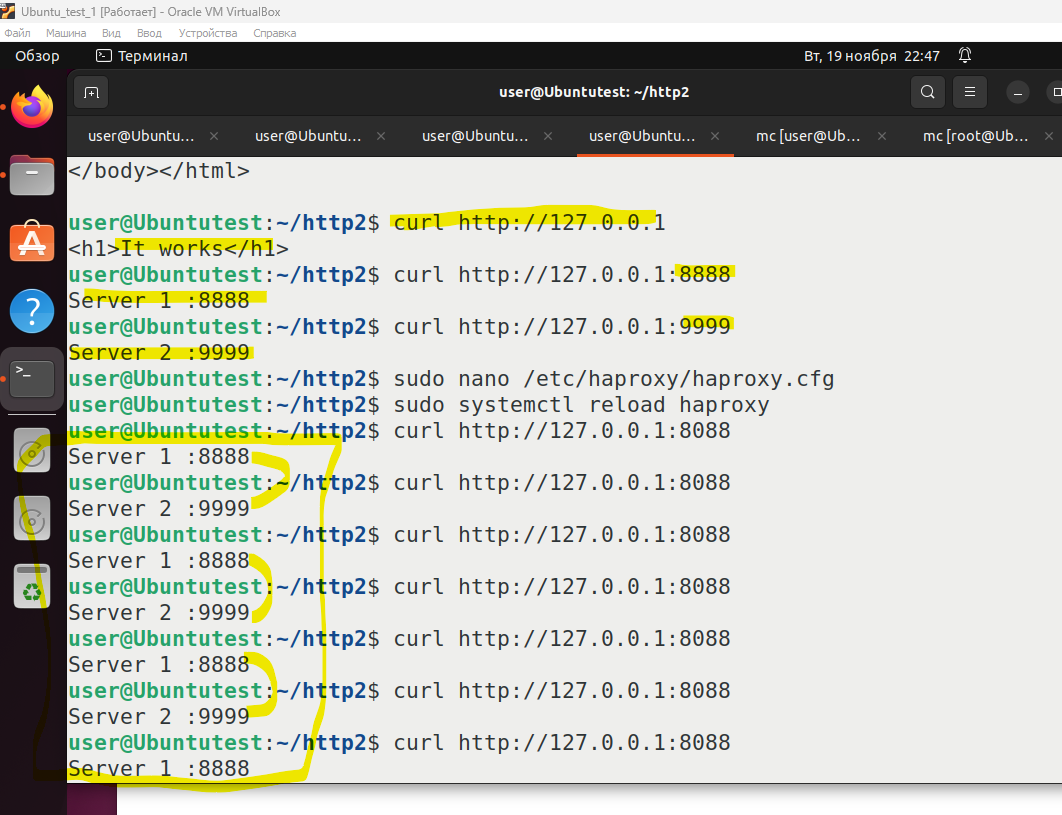 Ubuntu_test_1 [Работает] - Oracle VM VirtualBox
Файл Машина Вид Ввод Устройства Справка
Обзор Терминал Вт, 19 ноября 22:47
user@Ubuntutest: ~/http2
user@Ubuntu... × user@Ubuntu... × user@Ubuntu... × user@Ubuntu... × mc [user@Ub... × mc [root@Ub... ×
</body></html>
user@Ubuntutest:~/http2$ curl http://127.0.0.1
<h1>It works</h1>
user@Ubuntutest:~/http2$ curl http://127.0.0.1:8888
Server 1 :8888
user@Ubuntutest:~/http2$ curl http://127.0.0.1:9999
Server 2 :9999
user@Ubuntutest:~/http2$ sudo nano /etc/haproxy/haproxy.cfg
user@Ubuntutest:~/http2$ sudo systemctl reload haproxy
user@Ubuntutest:~/http2$ curl http://127.0.0.1:8088
Server 1 :8888
user@Ubuntutest:~/http2$ curl http://127.0.0.1:8088
Server 2 :9999
user@Ubuntutest:~/http2$ curl http://127.0.0.1:8088
Server 1 :8888
user@Ubuntutest:~/http2$ curl http://127.0.0.1:8088
Server 2 :9999
user@Ubuntutest:~/http2$ curl http://127.0.0.1:8088
Server 1 :8888
user@Ubuntutest:~/http2$ curl http://127.0.0.1:8088
Server 2 :9999
user@Ubuntutest:~/http2$ curl http://127.0.0.1:8088
Server 1 :8888